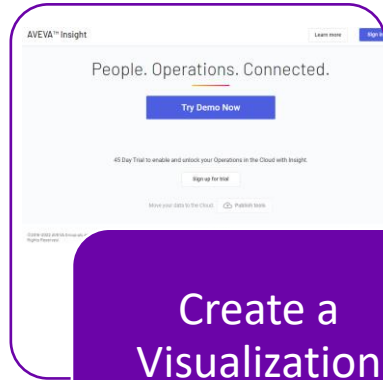 AVEVA™ Insight
Learn more
Sign In
People. Operations. Connected.
Try Demo Now
45 Day Trial to enable and unlock your Operations in the Cloud with Insight.
Sign up for trial
Move your data to the Cloud.
Publish tools
Rights Reserved.
Create a
Visualization